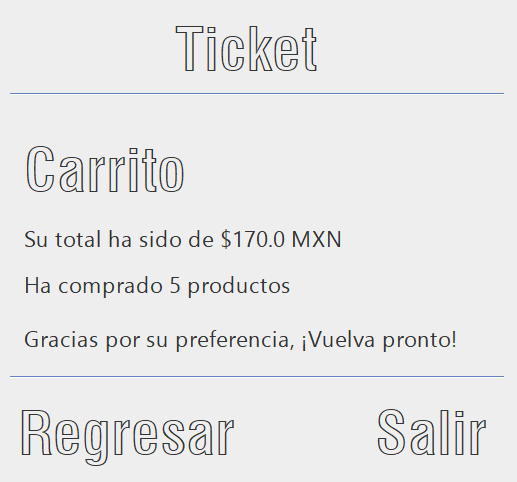 Ticket
Carrito
Su total ha sido de $170.0 MXN
Ha comprado 5 productos
Gracias por su preferencia, ¡Vuelva pronto!
Regresar Salir